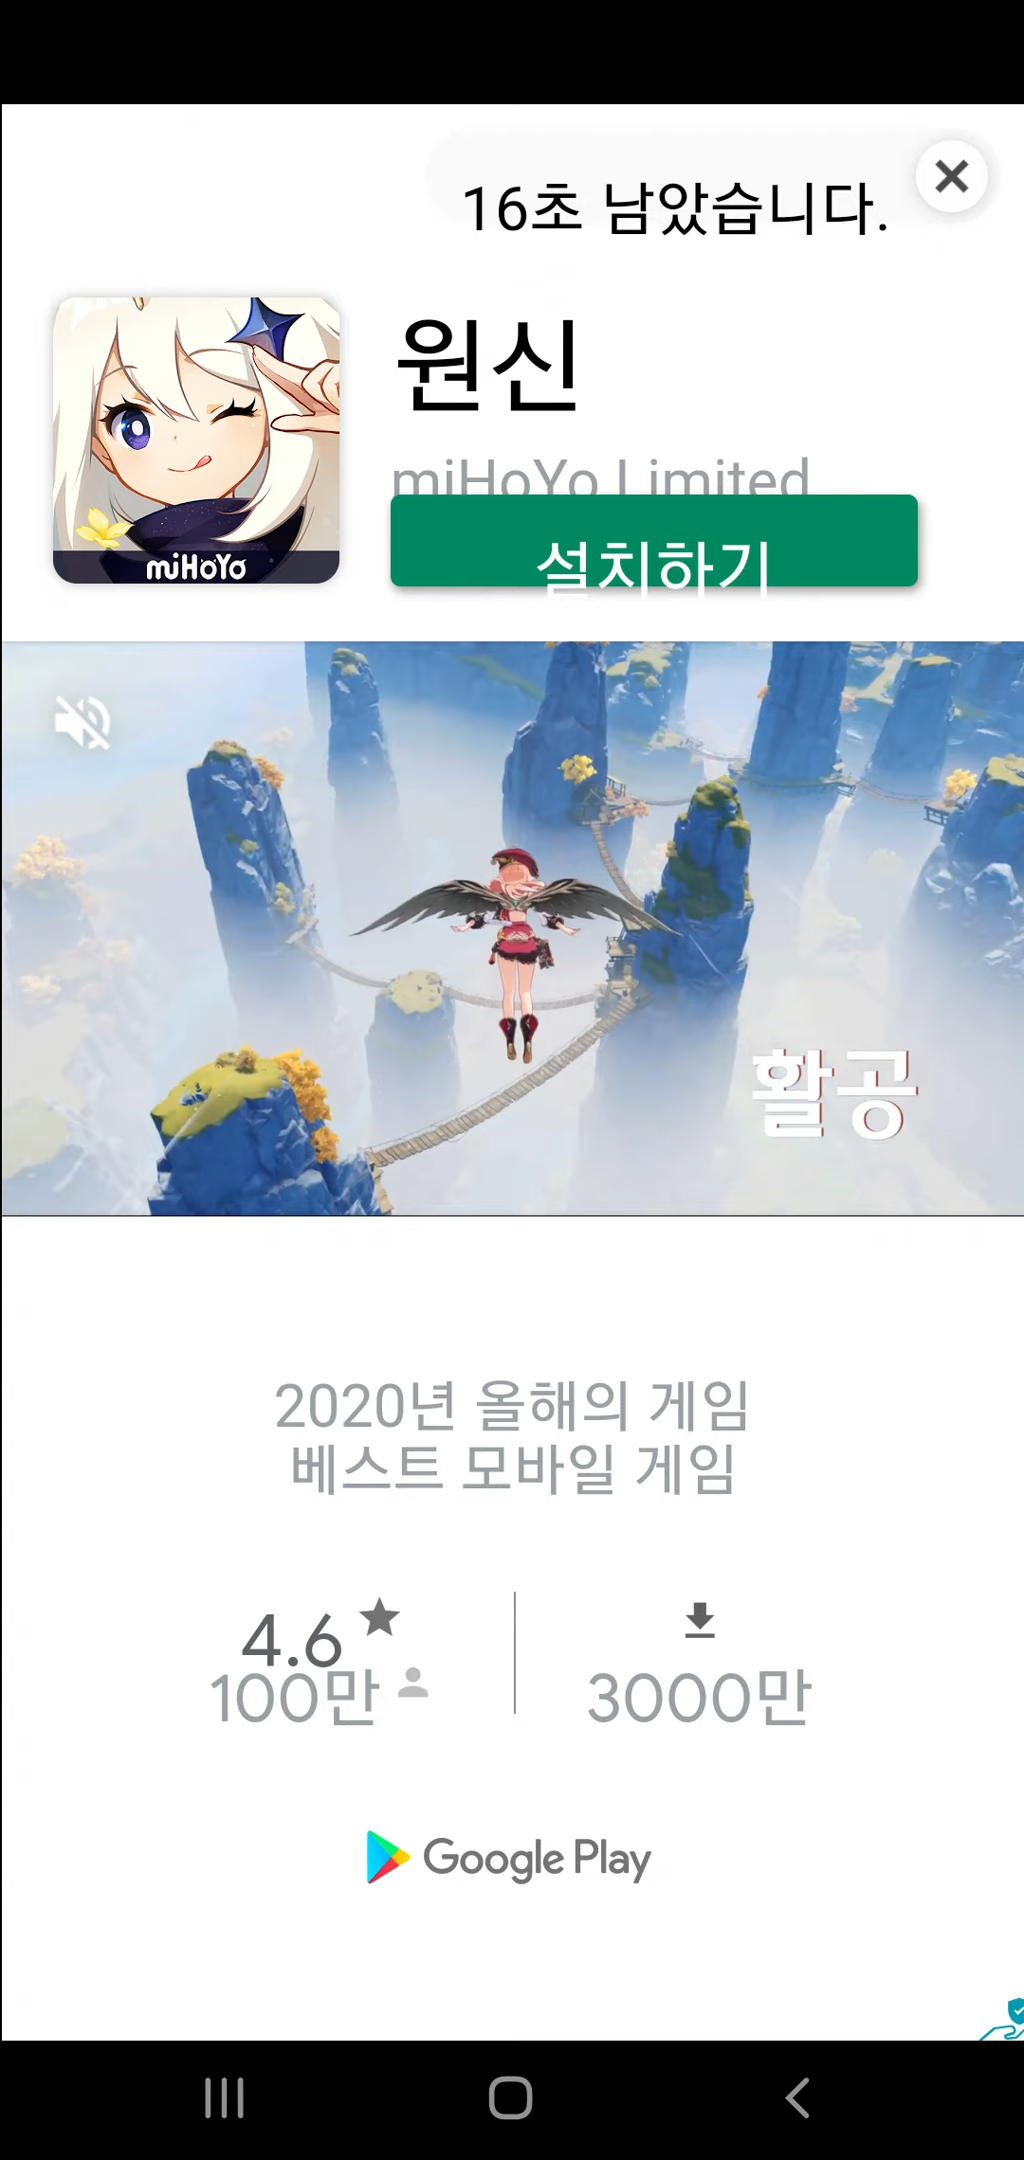 16초 남았습니다.
원신
miHoYo Limited
miHoYo
설치하기
활공
2020년 올해의 게임
베스트 모바일 게임
4.6
100만
3000만
Google Play